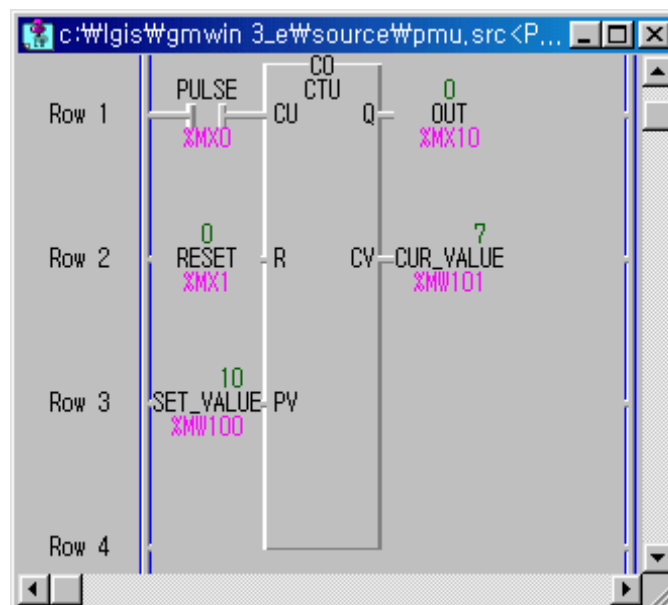 c:₩lgis₩gmwin 3_e₩source₩pmu.src<P...
C0
PULSE CTU 0
Row 1 CU Q OUT
%MX0 %MX10
0 7
Row 2 RESET R CV CUR_VALUE
%MX1 %MW101
10
Row 3 SET_VALUE PV
%MW100
Row 4